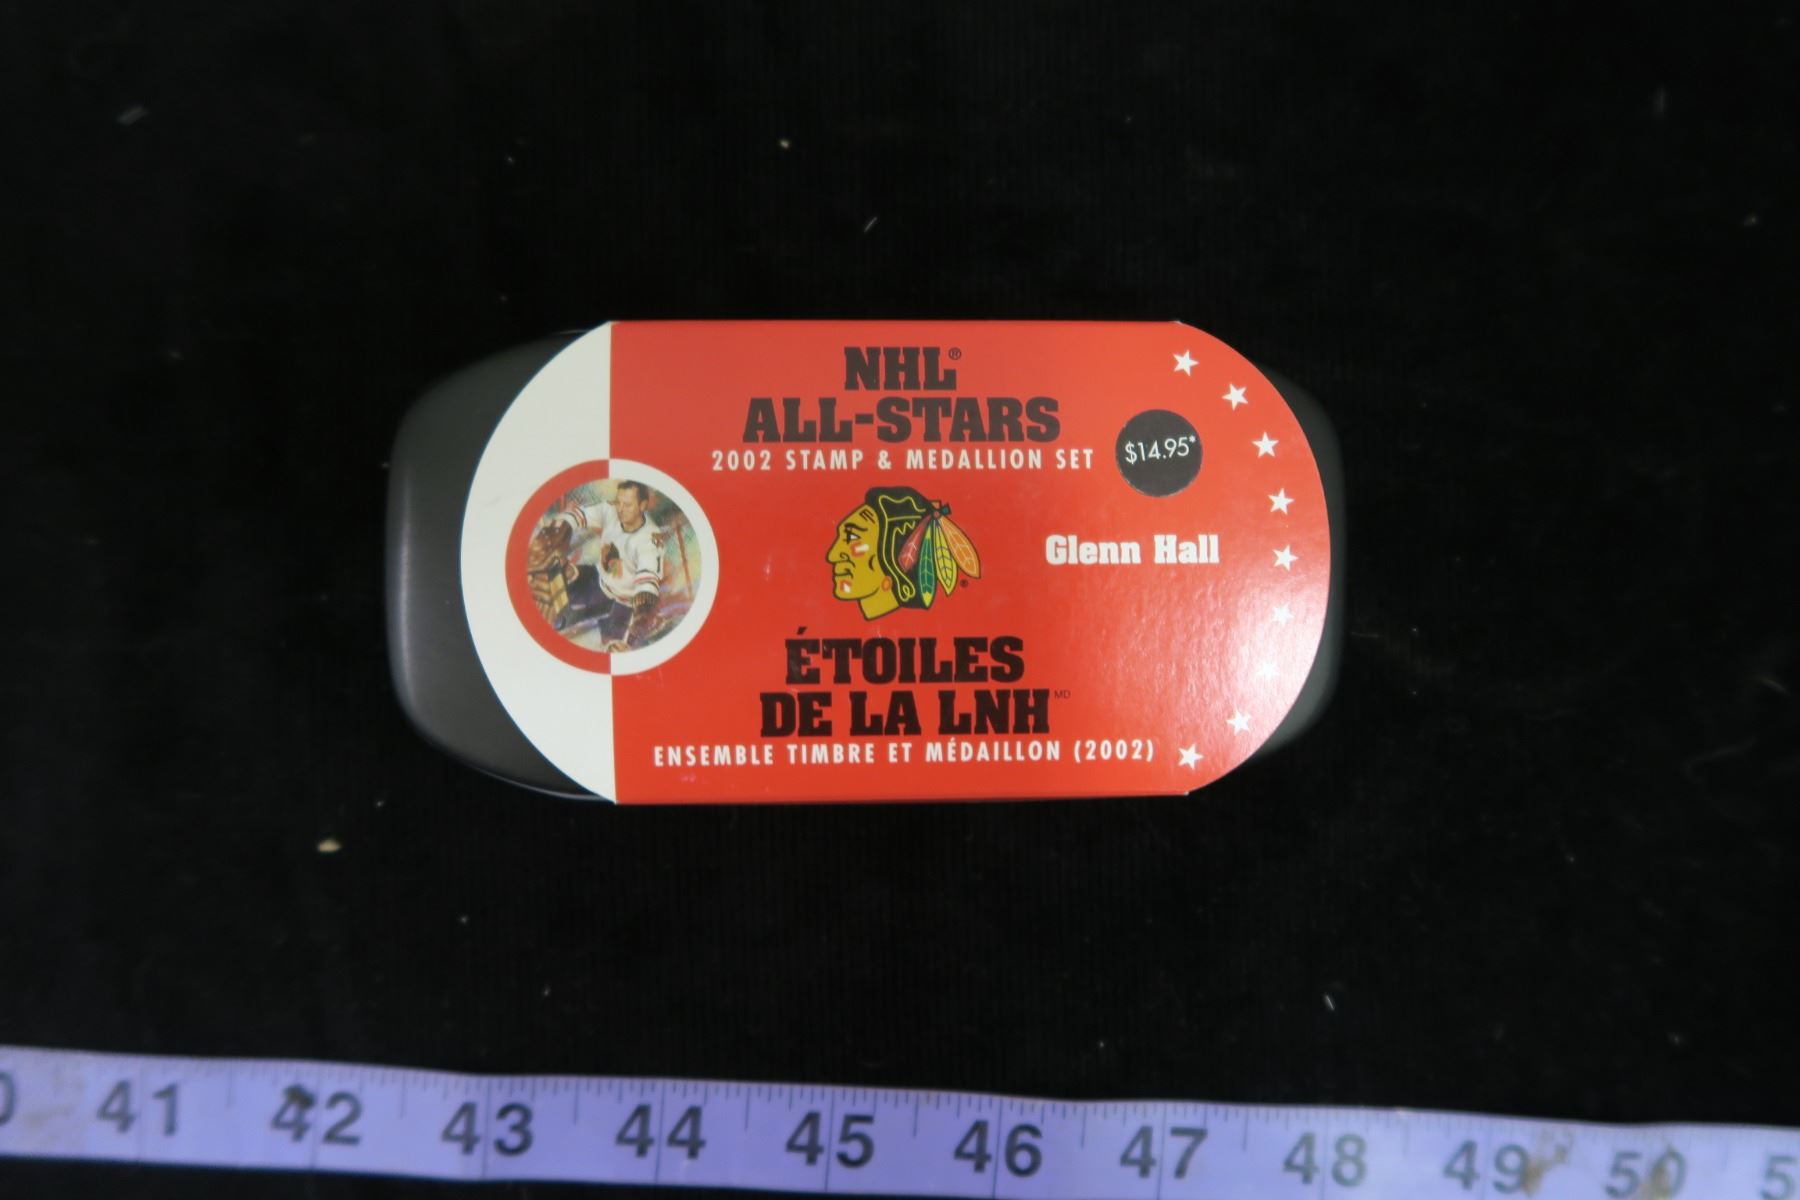 NHL®
ALL-STARS
2002 STAMP & MEDALLION SET
$14.95*
Glenn Hall
®
ÉTOILES
DE LA LNH MD
ENSEMBLE TIMBRE ET MÉDAILLON (2002)
41 42 43 44 45 46 47 48 49 50